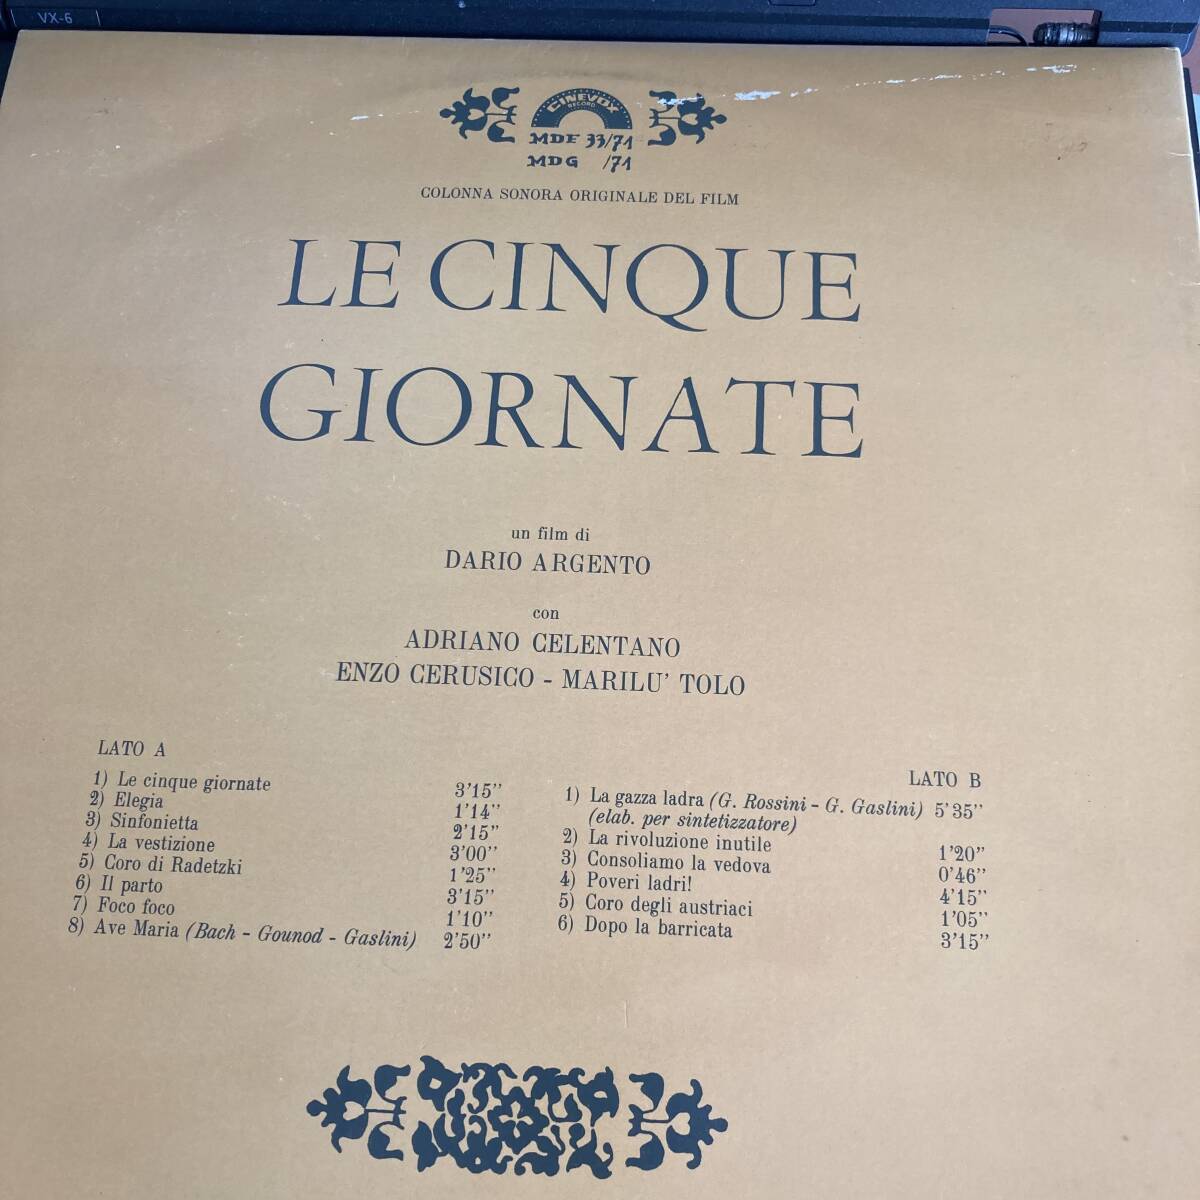 VX-6
CINEVOX
RECORD
MDF 33/71
MDG /71
COLONNA SONORA ORIGINALE DEL FILM
LE CINQUE
GIORNATE
un film di
DARIO ARGENTO
con
ADRIANO CELENTANO
ENZO CERUSICO - MARILU' TOLO
LATO A
1) Le cinque giornate 3'15"
2) Elegia 1'14"
3) Sinfonietta 2'15"
4) La vestizione 3'00"
5) Coro di Radetzki 1'25"
6) Il parto 3'15"
7) Foco foco 1'10"
8) Ave Maria (Bach - Gounod - Gaslini) 2'50"
LATO B
1) La gazza ladra (G. Rossini - G. Gaslini) 5'35"
(elab. per sintetizzatore)
2) La rivoluzione inutile 1'20"
3) Consoliamo la vedova 0'46"
4) Poveri ladri! 4'15"
5) Coro degli austriaci 1'05"
6) Dopo la barricata 3'15"